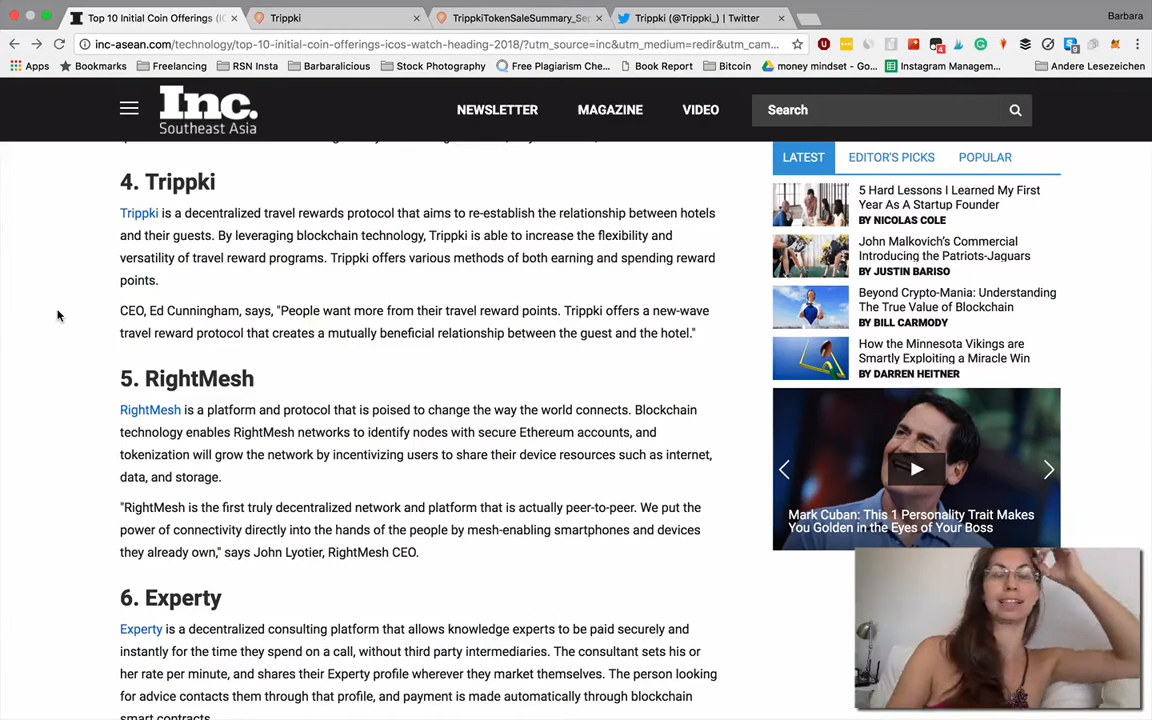 Top 10 Initial Coin Offerings (I
Trippki
TrippkiTokenSaleSummary_Sep
Trippki (@Trippki_) | Twitter
Barbara
inc-asean.com/technology/top-10-initial-coin-offerings-icos-watch-heading-2018/?utm_source=inc&utm_medium=redir&utm_cam...
Apps
Bookmarks
Freelancing
RSN Insta
Barbaralicious
Stock Photography
Free Plagiarism Che...
Book Report
Bitcoin
money mindset - Go...
Instagram Managem...
Andere Lesezeichen
Inc.
Southeast Asia
NEWSLETTER
MAGAZINE
VIDEO
Search
4. Trippki
Trippki is a decentralized travel rewards protocol that aims to re-establish the relationship between hotels
and their guests. By leveraging blockchain technology, Trippki is able to increase the flexibility and
versatility of travel reward programs. Trippki offers various methods of both earning and spending reward
points.
CEO, Ed Cunningham, says, "People want more from their travel reward points. Trippki offers a new-wave
travel reward protocol that creates a mutually beneficial relationship between the guest and the hotel."
5. RightMesh
RightMesh is a platform and protocol that is poised to change the way the world connects. Blockchain
technology enables RightMesh networks to identify nodes with secure Ethereum accounts, and
tokenization will grow the network by incentivizing users to share their device resources such as internet,
data, and storage.
"RightMesh is the first truly decentralized network and platform that is actually peer-to-peer. We put the
power of connectivity directly into the hands of the people by mesh-enabling smartphones and devices
they already own," says John Lyotier, RightMesh CEO.
6. Experty
Experty is a decentralized consulting platform that allows knowledge experts to be paid securely and
instantly for the time they spend on a call, without third party intermediaries. The consultant sets his or
her rate per minute, and shares their Experty profile wherever they market themselves. The person looking
for advice contacts them through that profile, and payment is made automatically through blockchain
smart contracts.
LATEST
EDITOR'S PICKS
POPULAR
5 Hard Lessons I Learned My First
Year As A Startup Founder
BY NICOLAS COLE
John Malkovich's Commercial
Introducing the Patriots-Jaguars
BY JUSTIN BARISO
Beyond Crypto-Mania: Understanding
The True Value of Blockchain
BY BILL CARMODY
How the Minnesota Vikings are
Smartly Exploiting a Miracle Win
BY DARREN HEITNER
Mark Cuban: This 1 Personality Trait Makes
You Golden in the Eyes of Your Boss